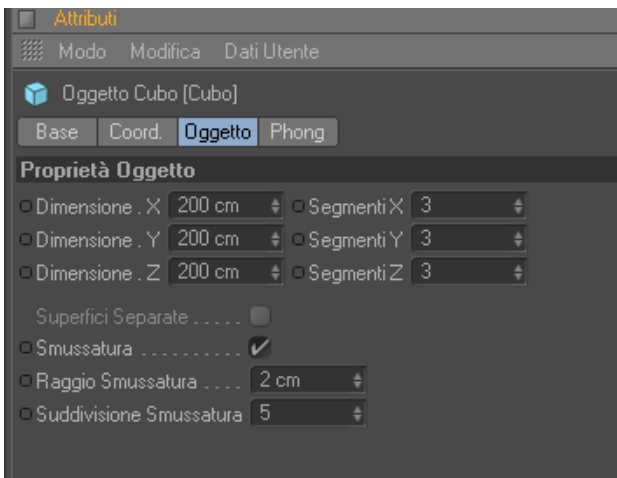 Attributi
Modo Modifica Dati Utente
Oggetto Cubo [Cubo]
Base Coord. Oggetto Phong
Proprietà Oggetto
Dimensione . X 200 cm Segmenti X 3
Dimensione . Y 200 cm Segmenti Y 3
Dimensione . Z 200 cm Segmenti Z 3
Superfici Separate . . . . .
Smussatura . . . . . . . . . .
Raggio Smussatura . . . . 2 cm
Suddivisione Smussatura 5